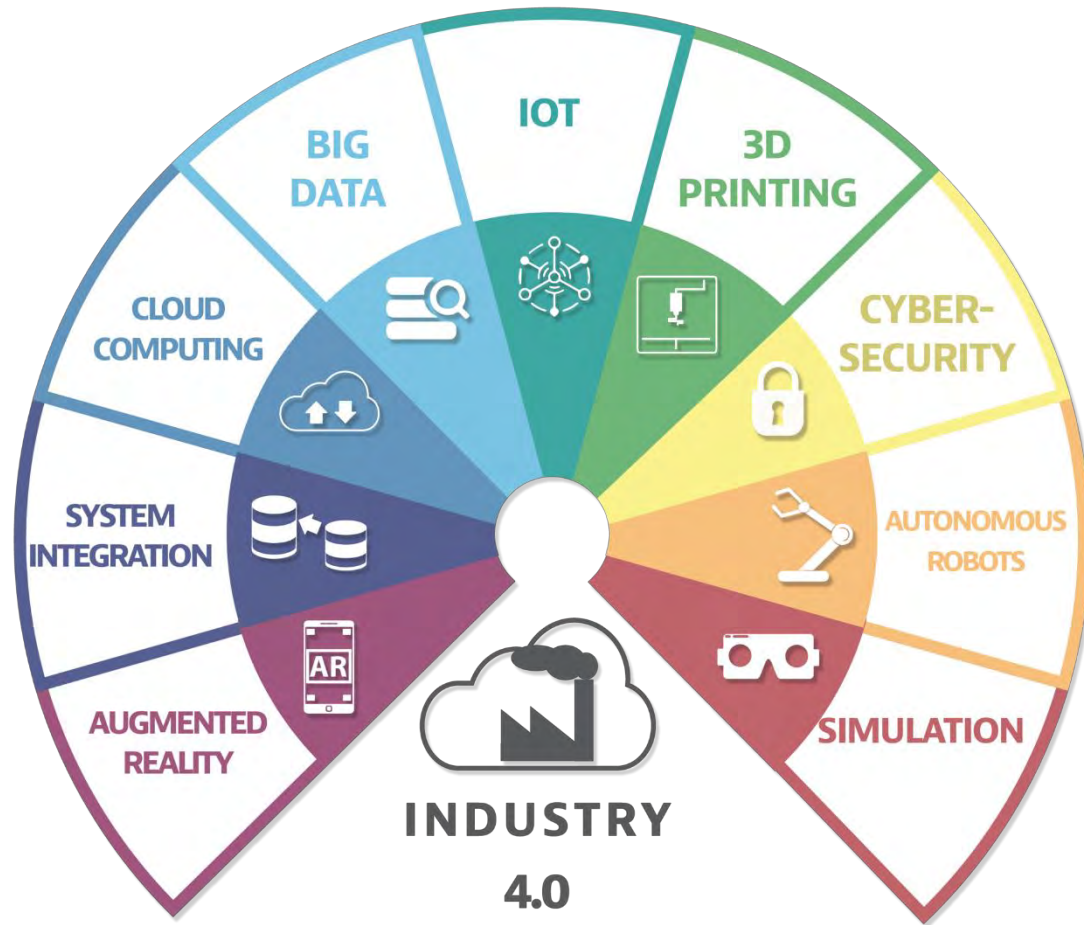 IOT
BIG
DATA
3D
PRINTING
CLOUD
COMPUTING
CYBER-
SECURITY
SYSTEM
INTEGRATION
AUTONOMOUS
ROBOTS
AR
AUGMENTED
REALITY
SIMULATION
INDUSTRY
4.0